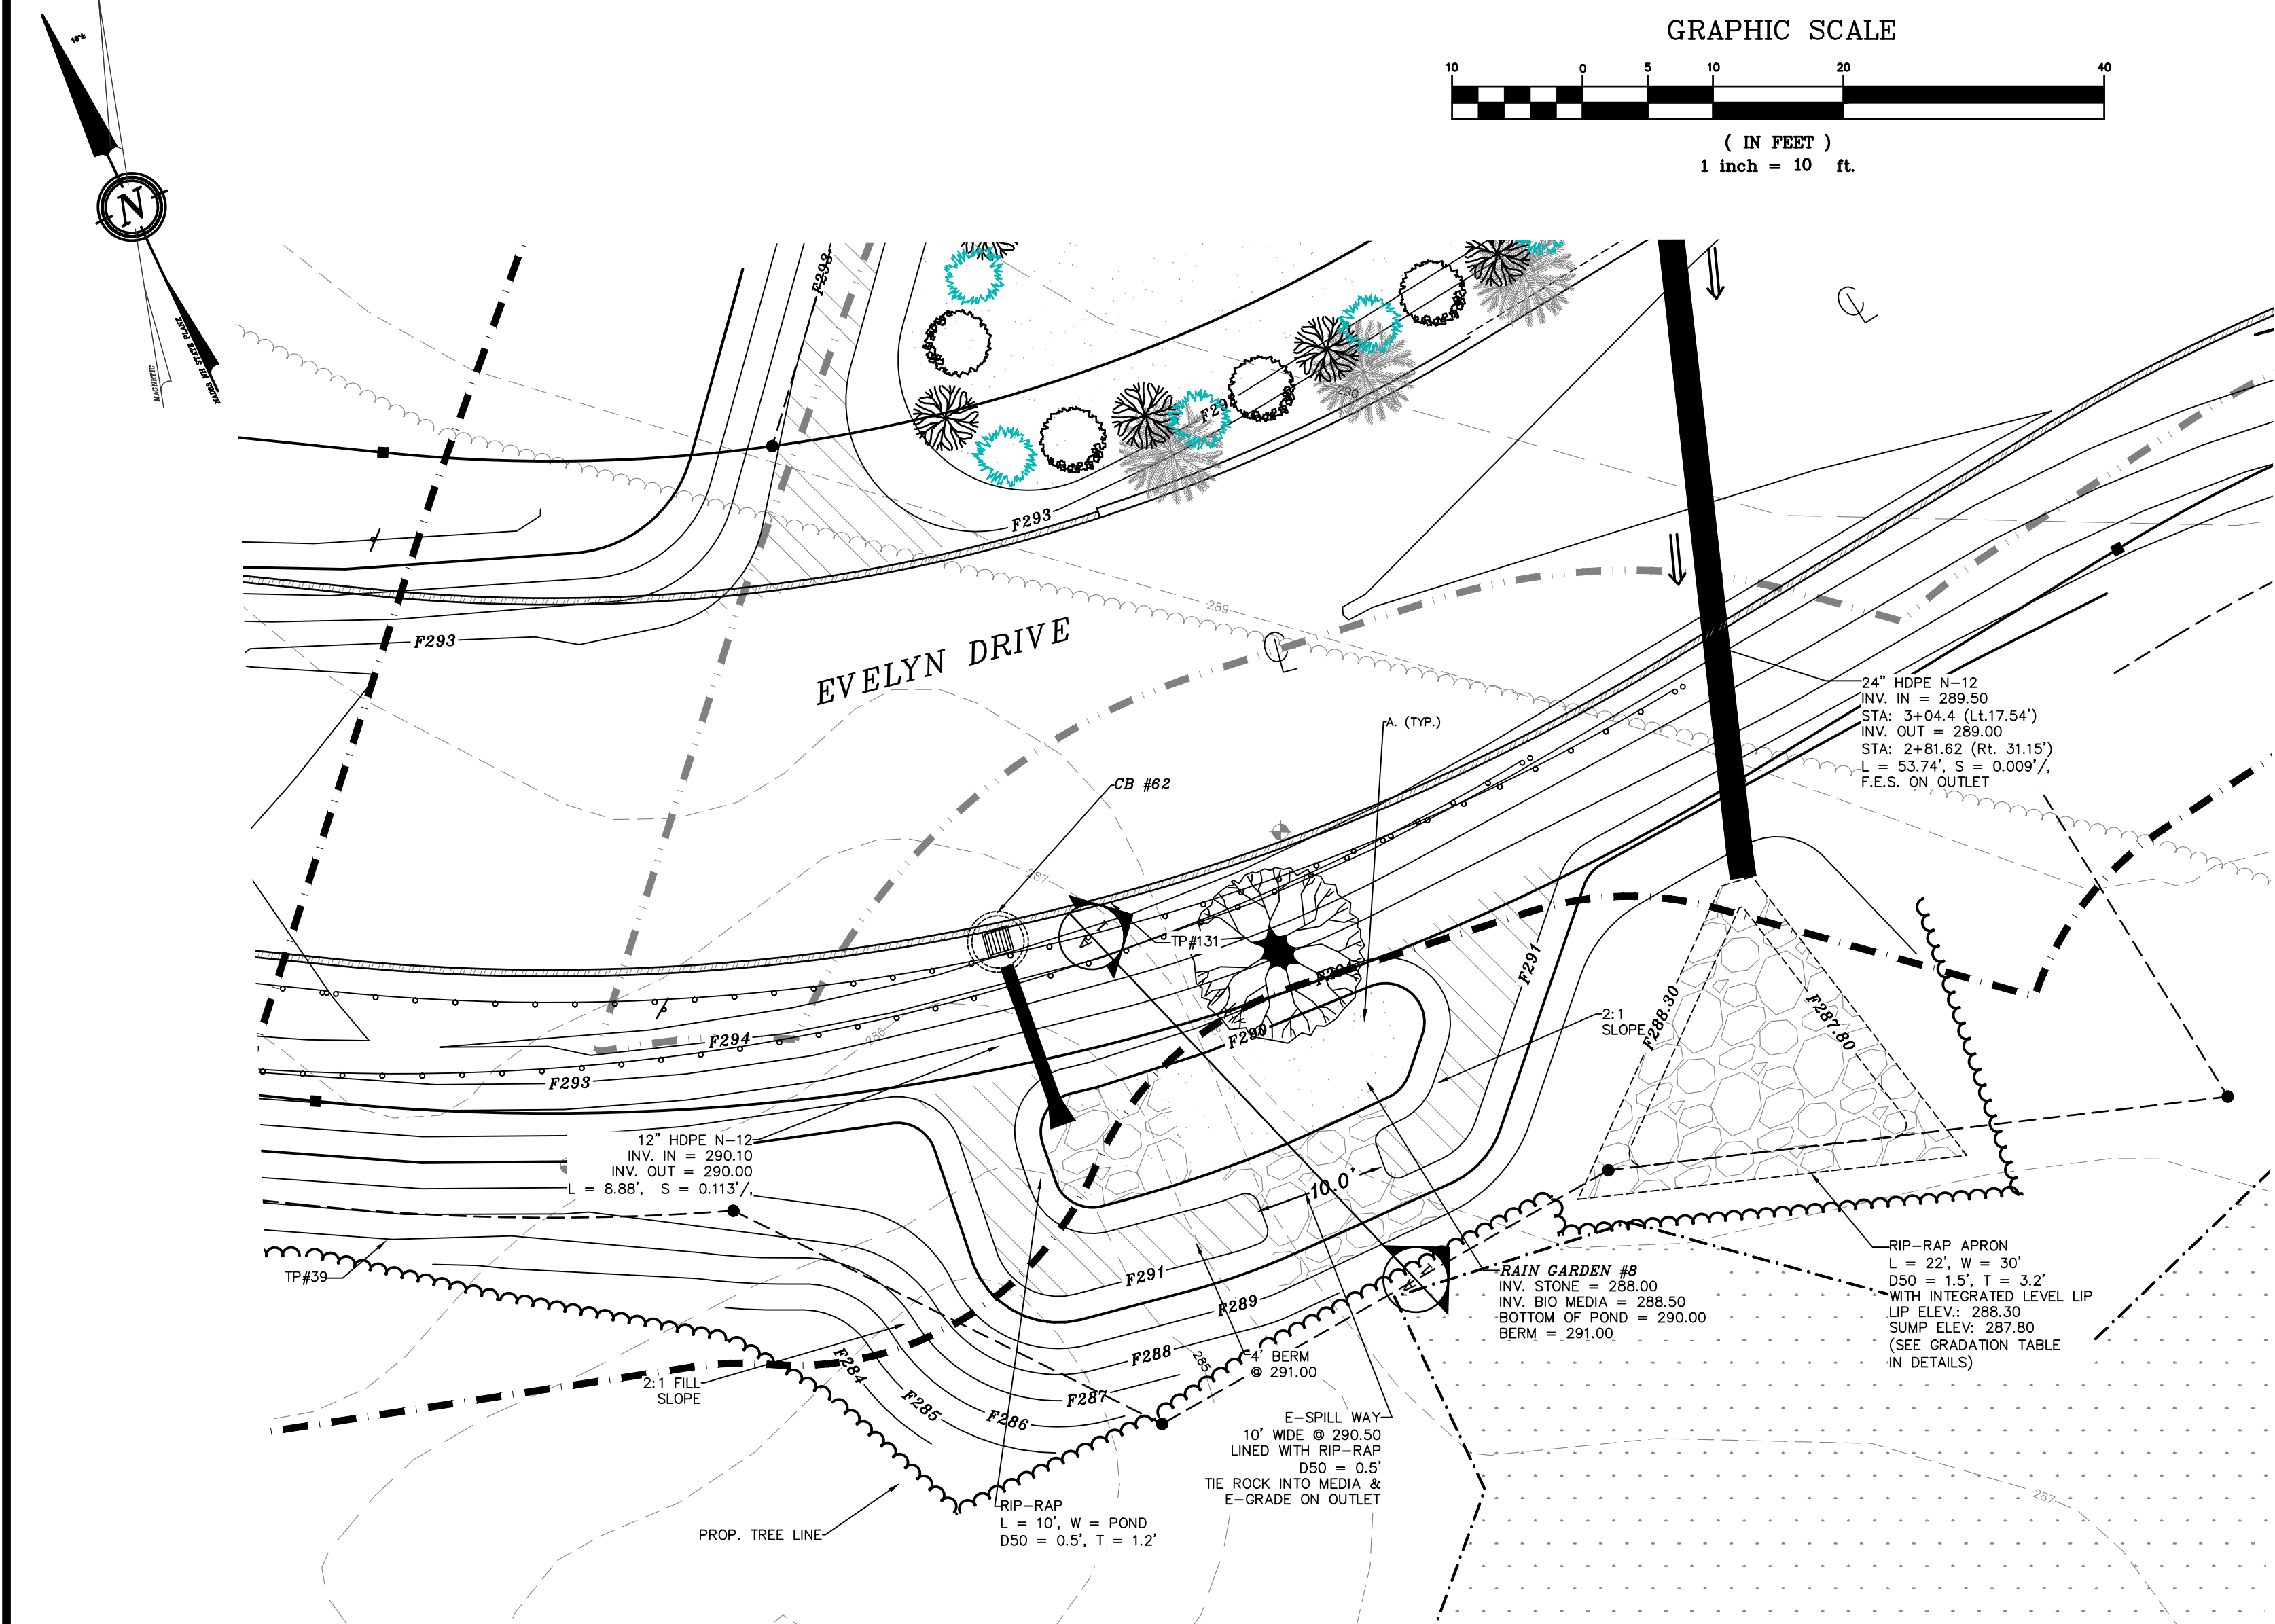 GRAPHIC SCALE
10 0 5 10 20 40
( IN FEET )
1 inch = 10 ft.
16°±
N
MAGNETIC
NAD83 NH STATE PLANE
F293
290
F293
289
F293
EVELYN DRIVE
24" HDPE N-12
INV. IN = 289.50
STA: 3+04.4 (Lt.17.54')
INV. OUT = 289.00
STA: 2+81.62 (Rt. 31.15')
L = 53.74', S = 0.009'/,
F.E.S. ON OUTLET
A. (TYP.)
CB #62
287
TP#131
F291
F288.30
F287.80
2:1
SLOPE
F290
286
F294
F293
12" HDPE N-12
INV. IN = 290.10
INV. OUT = 290.00
L = 8.88', S = 0.113'/,
10.0'
TP#39
F291
F289
F288
F287
F286
F285
F284
285
RAIN GARDEN #8
INV. STONE = 288.00
INV. BIO MEDIA = 288.50
BOTTOM OF POND = 290.00
BERM = 291.00
RIP-RAP APRON
L = 22', W = 30'
D50 = 1.5', T = 3.2'
WITH INTEGRATED LEVEL LIP
LIP ELEV.: 288.30
SUMP ELEV: 287.80
(SEE GRADATION TABLE
IN DETAILS)
4' BERM
@ 291.00
2:1 FILL
SLOPE
E-SPILL WAY
10' WIDE @ 290.50
LINED WITH RIP-RAP
D50 = 0.5'
TIE ROCK INTO MEDIA &
E-GRADE ON OUTLET
RIP-RAP
L = 10', W = POND
D50 = 0.5', T = 1.2'
PROP. TREE LINE
287